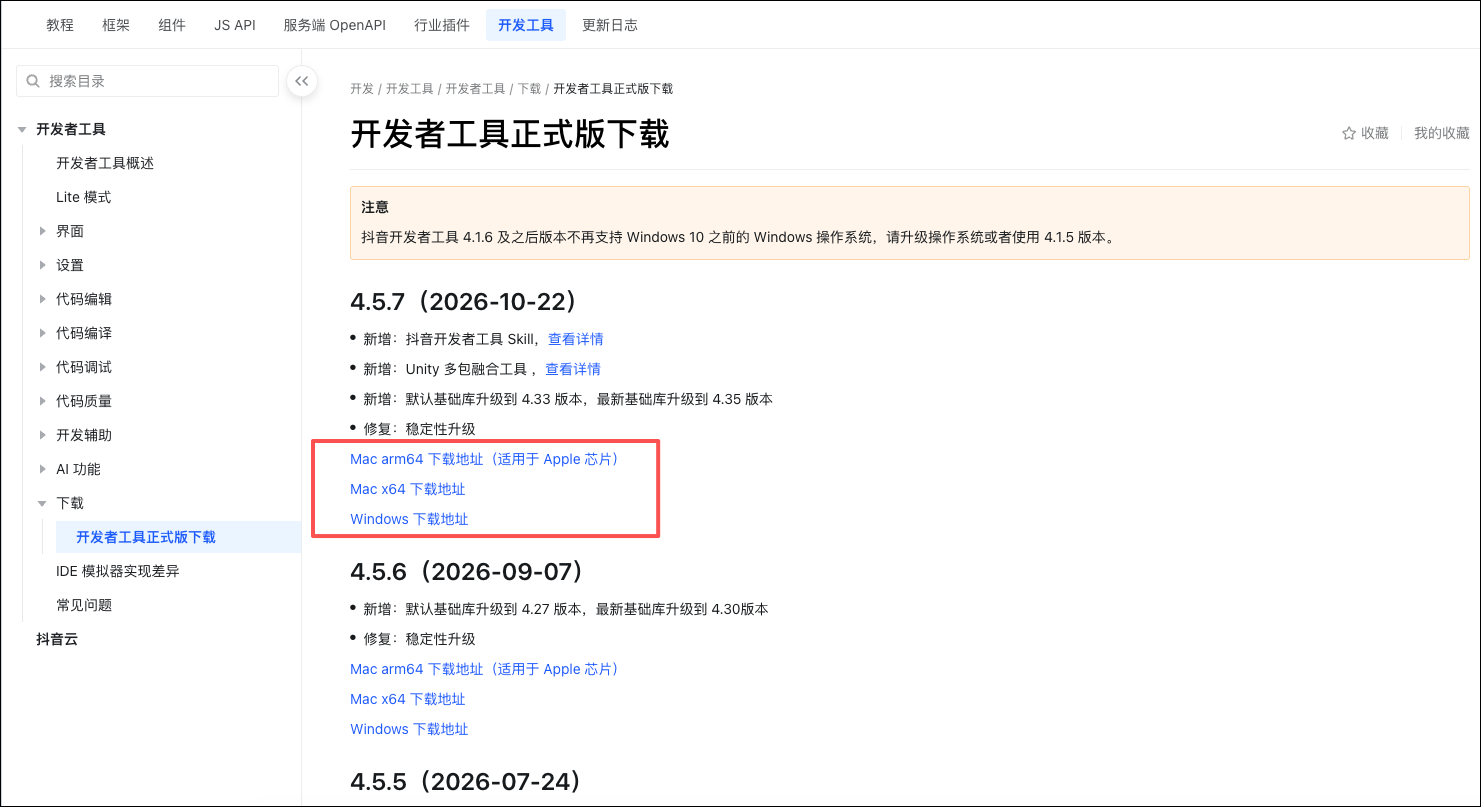 教程 框架 组件 JS API 服务端 OpenAPI 行业插件 开发工具 更新日志
搜索目录
开发者工具
开发者工具概述
Lite 模式
界面
设置
代码编辑
代码编译
代码调试
代码质量
开发辅助
AI 功能
下载
开发者工具正式版下载
IDE 模拟器实现差异
常见问题
抖音云
开发 / 开发工具 / 开发者工具 / 下载 / 开发者工具正式版下载
开发者工具正式版下载
收藏 我的收藏
注意
抖音开发者工具 4.1.6 及之后版本不再支持 Windows 10 之前的 Windows 操作系统，请升级操作系统或者使用 4.1.5 版本。
4.5.7（2026-10-22）
• 新增：抖音开发者工具 Skill，查看详情
• 新增：Unity 多包融合工具 ，查看详情
• 新增：默认基础库升级到 4.33 版本，最新基础库升级到 4.35 版本
• 修复：稳定性升级
Mac arm64 下载地址（适用于 Apple 芯片）
Mac x64 下载地址
Windows 下载地址
4.5.6（2026-09-07）
• 新增：默认基础库升级到 4.27 版本，最新基础库升级到 4.30版本
• 修复：稳定性升级
Mac arm64 下载地址（适用于 Apple 芯片）
Mac x64 下载地址
Windows 下载地址
4.5.5（2026-07-24）